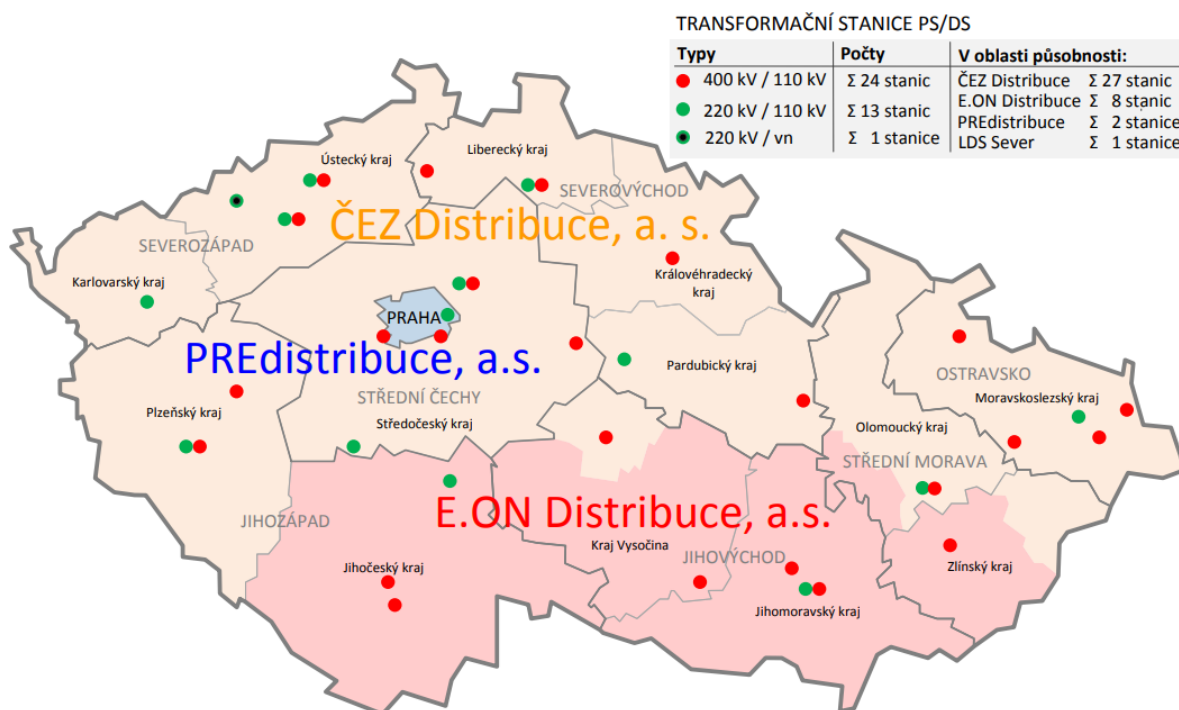 TRANSFORMAČNÍ STANICE PS/DS
Typy Počty V oblasti působnosti:
400 kV / 110 kV Σ 24 stanic ČEZ Distribuce Σ 27 stanic
220 kV / 110 kV Σ 13 stanic E.ON Distribuce Σ 8 stanic
PREdistribuce Σ 2 stanice
220 kV / vn Σ 1 stanice LDS Sever Σ 1 stanice
Ústecký kraj
Liberecký kraj
SEVEROVÝCHOD
ČEZ Distribuce, a. s.
SEVEROZÁPAD
Karlovarský kraj
Královéhradecký
kraj
PRAHA
PREdistribuce, a.s.
Pardubický kraj
OSTRAVSKO
STŘEDNÍ ČECHY
Moravskoslezský kraj
Plzeňský kraj
Středočeský kraj
Olomoucký kraj
STŘEDNÍ MORAVA
E.ON Distribuce, a.s.
JIHOZÁPAD
Kraj Vysočina
JIHOVÝCHOD
Jihočeský kraj
Zlínský kraj
Jihomoravský kraj